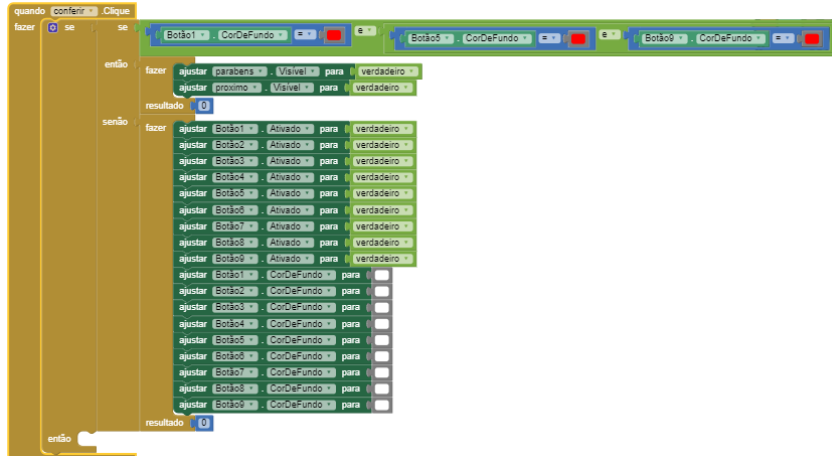 quando conferir .Clique
fazer se se Botão1 . CorDeFundo = e Botão5 . CorDeFundo = e Botão9 . CorDeFundo =
então fazer ajustar parabens . Visível para verdadeiro
ajustar proximo . Visível para verdadeiro
resultado 0
senão fazer ajustar Botão1 . Ativado para verdadeiro
ajustar Botão2 . Ativado para verdadeiro
ajustar Botão3 . Ativado para verdadeiro
ajustar Botão4 . Ativado para verdadeiro
ajustar Botão5 . Ativado para verdadeiro
ajustar Botão6 . Ativado para verdadeiro
ajustar Botão7 . Ativado para verdadeiro
ajustar Botão8 . Ativado para verdadeiro
ajustar Botão9 . Ativado para verdadeiro
ajustar Botão1 . CorDeFundo para
ajustar Botão2 . CorDeFundo para
ajustar Botão3 . CorDeFundo para
ajustar Botão4 . CorDeFundo para
ajustar Botão5 . CorDeFundo para
ajustar Botão6 . CorDeFundo para
ajustar Botão7 . CorDeFundo para
ajustar Botão8 . CorDeFundo para
ajustar Botão9 . CorDeFundo para
resultado 0
então